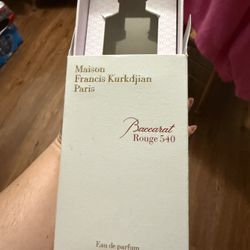 Maison
Francis Kurkdjian
Paris
Baccarat
Rouge 540
Eau de parfum